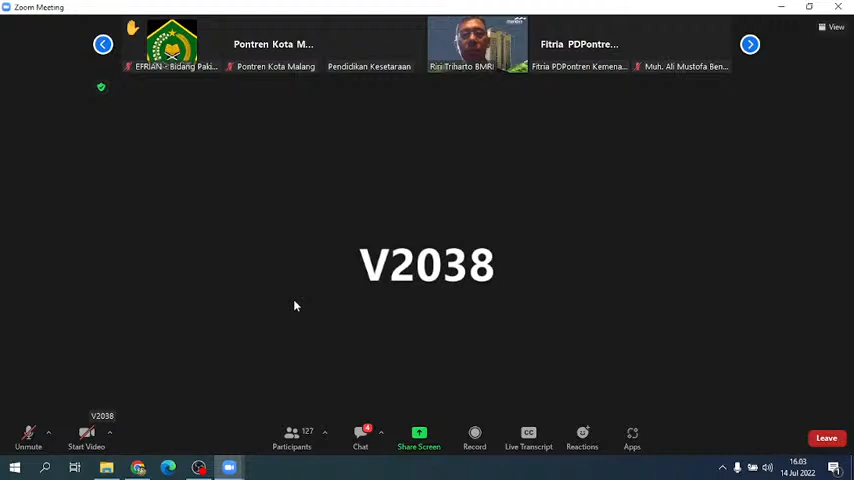 Zoom Meeting
View
Pontren Kota M...
Fitria PDPontre...
EFRIAN - Bidang Paki...
Pontren Kota Malang
Pendidikan Kesetaraan
Riri Triharto BMRI
Fitria PDPontren Kemena...
Muh. Ali Mustofa Ben...
V2038
V2038
127
4
CC
Unmute
Start Video
Participants
Chat
Share Screen
Record
Live Transcript
Reactions
Apps
Leave
16.03
14 Jul 2022
1